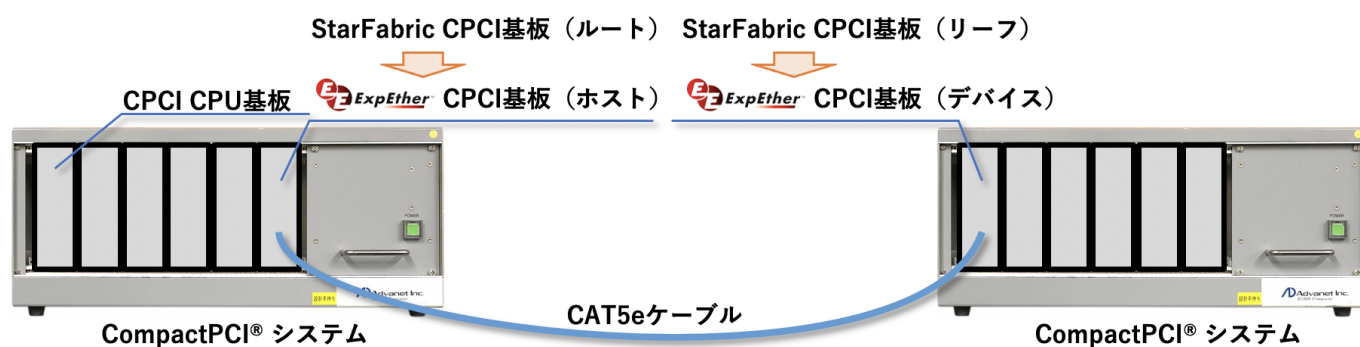 StarFabric CPCI基板（ルート） StarFabric CPCI基板（リーフ）
CPCI CPU基板 ExpEther CPCI基板（ホスト） ExpEther CPCI基板（デバイス）
POWER POWER
Advanet Inc. Advanet Inc.
CAT5eケーブル
CompactPCI® システム CompactPCI® システム